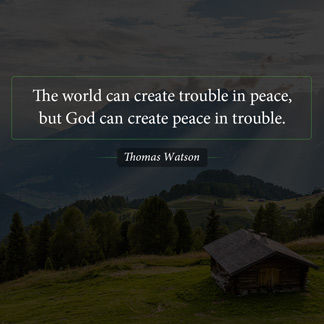 The world can create trouble in peace,
but God can create peace in trouble.
Thomas Watson